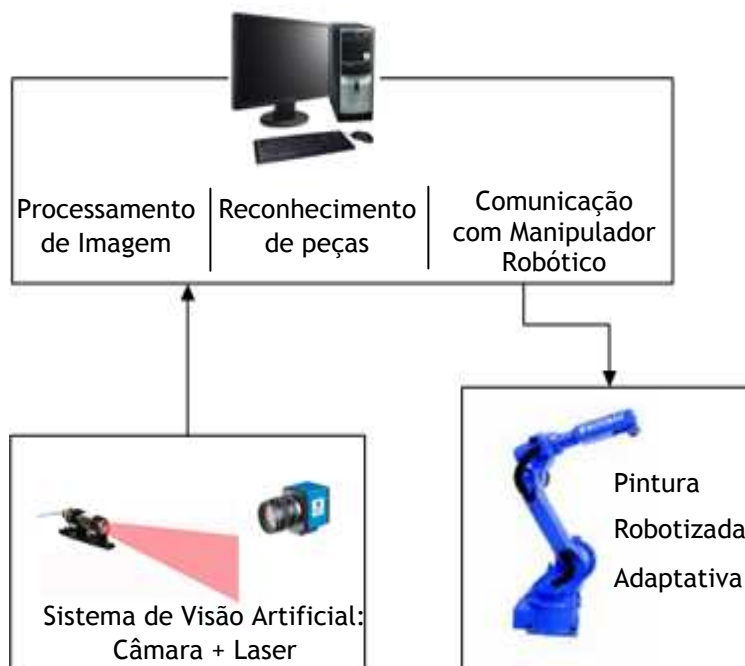 Processamento
de Imagem
Reconhecimento
de peças
Comunicação
com Manipulador
Robótico
Sistema de Visão Artificial:
Câmara + Laser
Pintura
Robotizada
Adaptativa